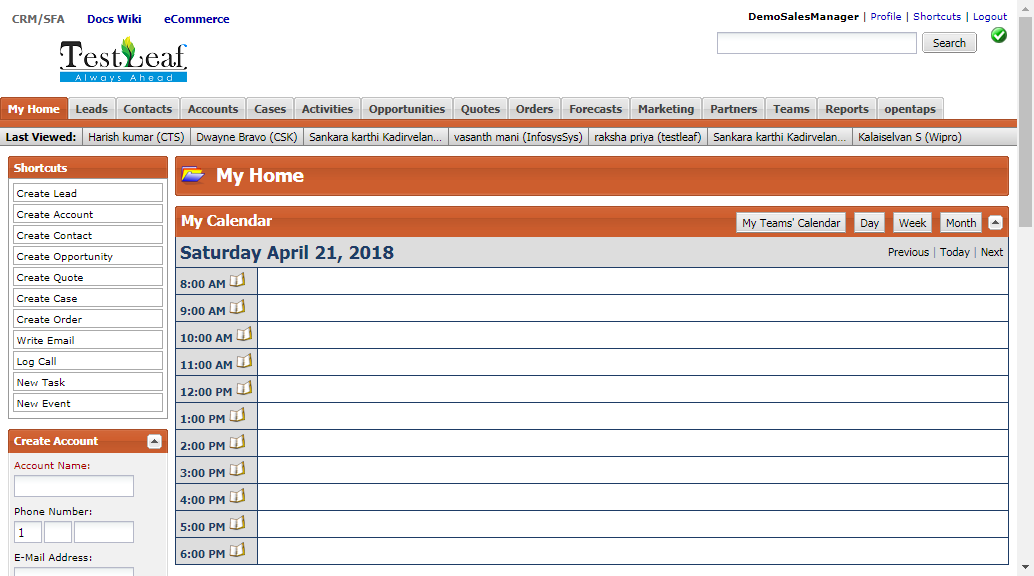 CRM/SFA Docs Wiki eCommerce
DemoSalesManager | Profile | Shortcuts | Logout
Search
TestLeaf
Always Ahead
My Home Leads Contacts Accounts Cases Activities Opportunities Quotes Orders Forecasts Marketing Partners Teams Reports opentaps
Last Viewed: Harish kumar (CTS) Dwayne Bravo (CSK) Sankara karthi Kadirvelan... vasanth mani (InfosysSys) raksha priya (testleaf) Sankara karthi Kadirvelan... Kalaiselvan S (Wipro)
Shortcuts
Create Lead
Create Account
Create Contact
Create Opportunity
Create Quote
Create Case
Create Order
Write Email
Log Call
New Task
New Event
Create Account
Account Name:
Phone Number:
1
E-Mail Address:
My Home
My Calendar My Teams' Calendar Day Week Month
Saturday April 21, 2018 Previous | Today | Next
8:00 AM
9:00 AM
10:00 AM
11:00 AM
12:00 PM
1:00 PM
2:00 PM
3:00 PM
4:00 PM
5:00 PM
6:00 PM